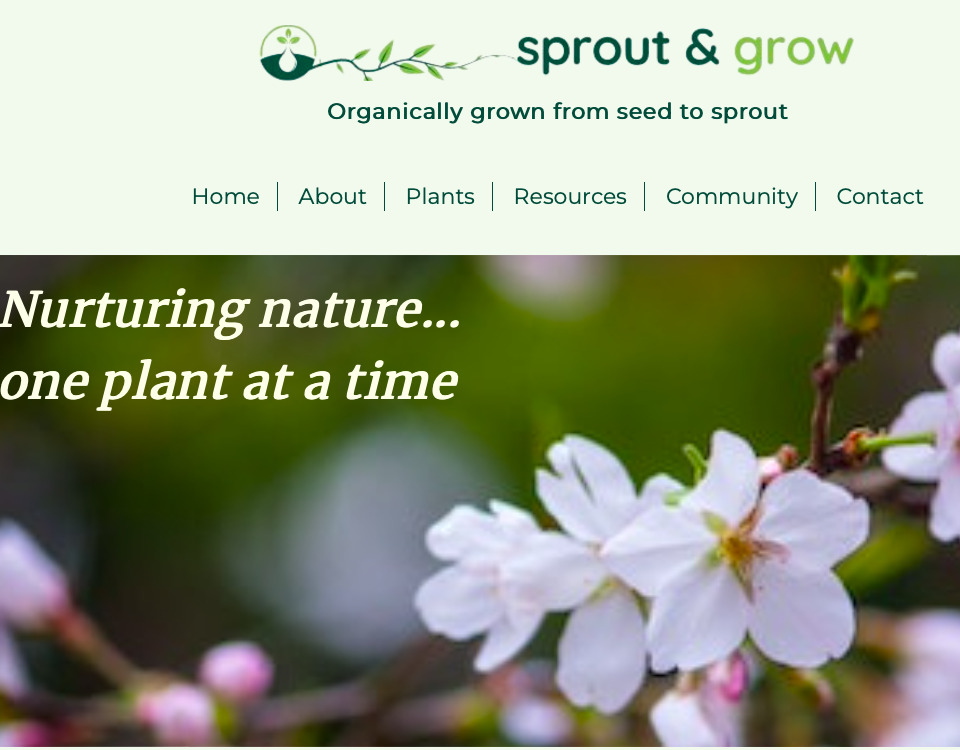 sprout & grow
Organically grown from seed to sprout
Home About Plants Resources Community Contact
Nurturing nature...
one plant at a time